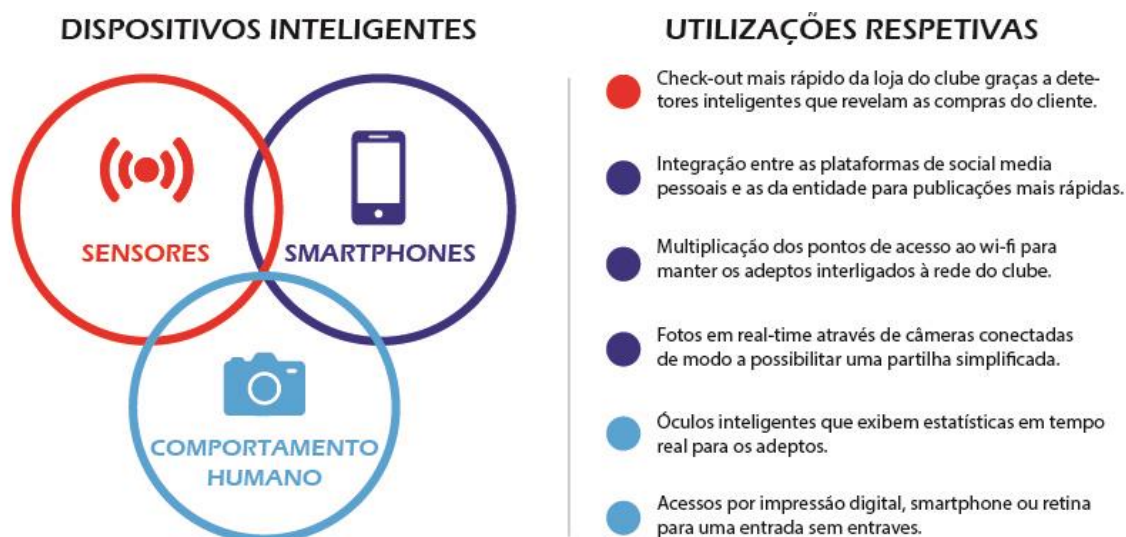 DISPOSITIVOS INTELIGENTES
SENSORES
SMARTPHONES
COMPORTAMENTO
HUMANO
UTILIZAÇÕES RESPETIVAS
Check-out mais rápido da loja do clube graças a dete-
tores inteligentes que revelam as compras do cliente.
Integração entre as plataformas de social media
pessoais e as da entidade para publicações mais rápidas.
Multiplicação dos pontos de acesso ao wi-fi para
manter os adeptos interligados à rede do clube.
Fotos em real-time através de câmeras conectadas
de modo a possibilitar uma partilha simplificada.
Óculos inteligentes que exibem estatísticas em tempo
real para os adeptos.
Acessos por impressão digital, smartphone ou retina
para uma entrada sem entraves.